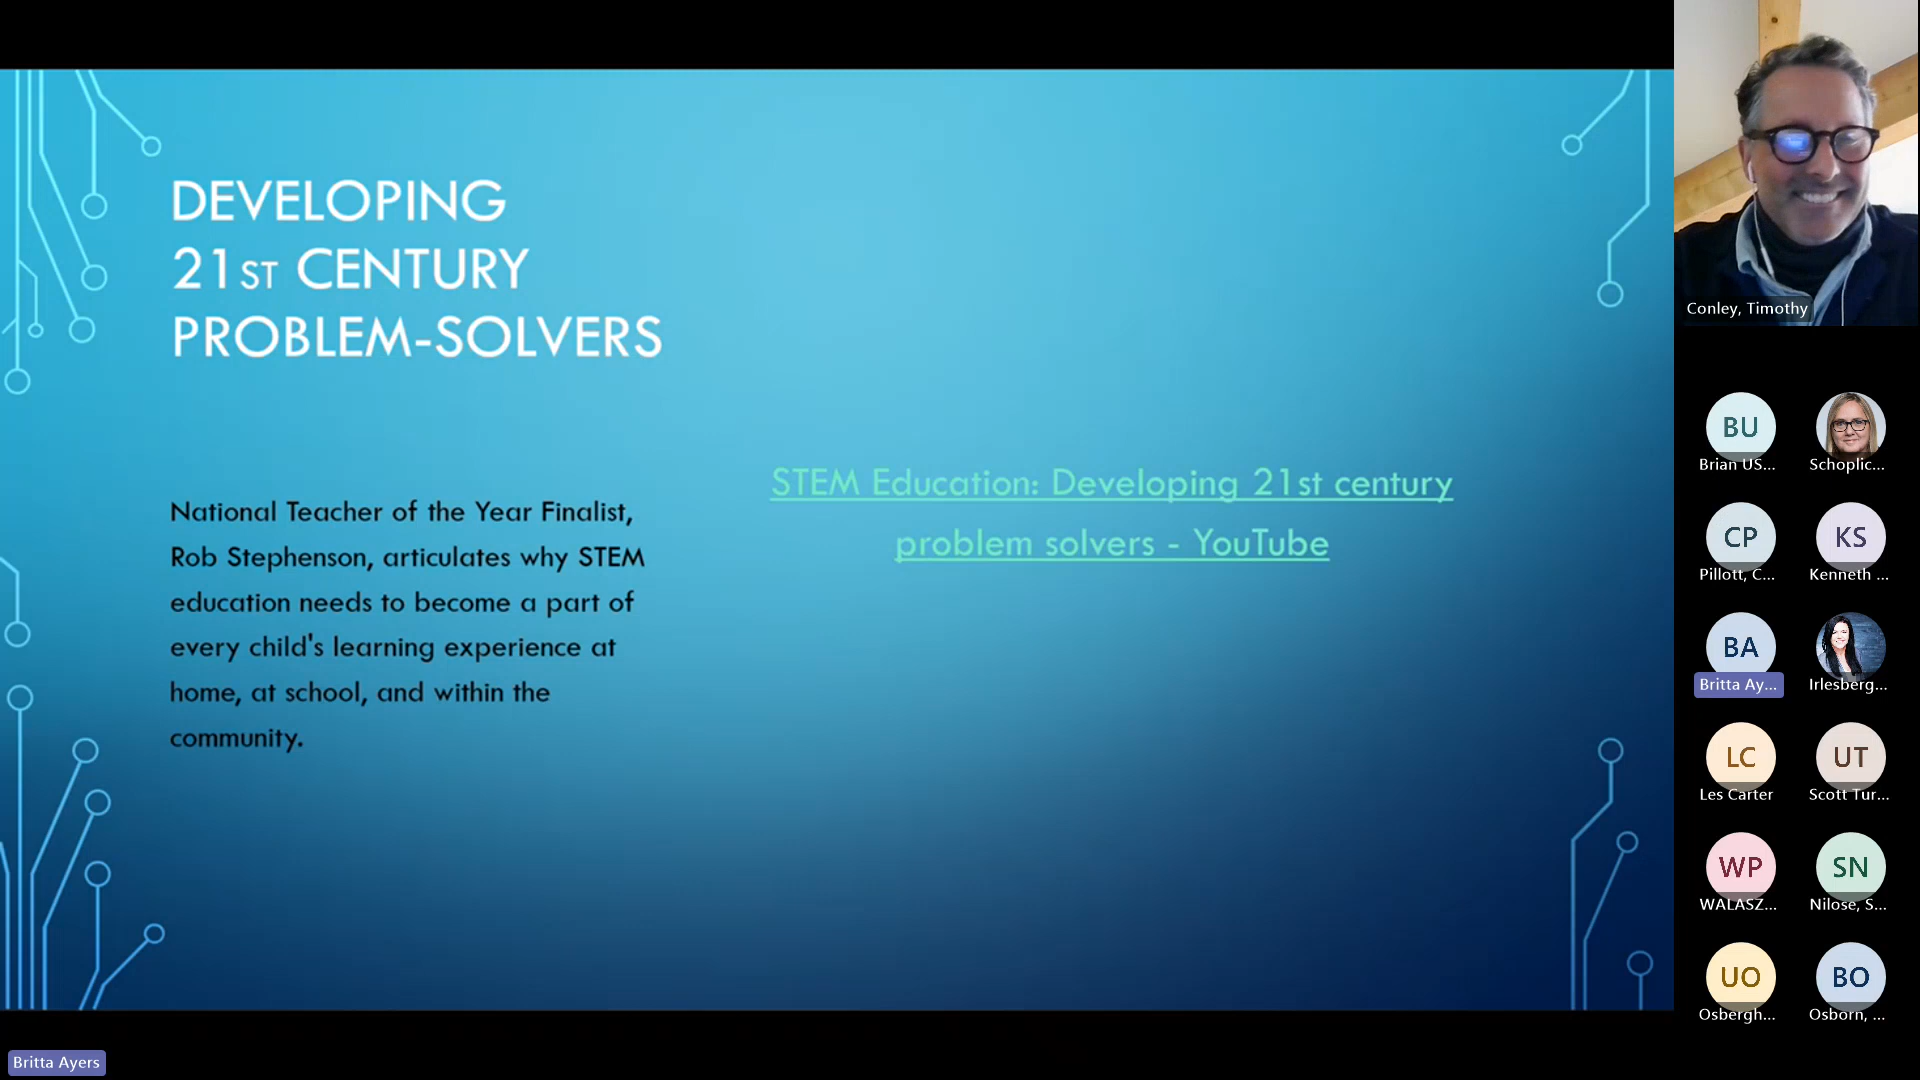 DEVELOPING
21ST CENTURY
PROBLEM-SOLVERS
National Teacher of the Year Finalist,
Rob Stephenson, articulates why STEM
education needs to become a part of
every child's learning experience at
home, at school, and within the
community.
STEM Education: Developing 21st century
problem solvers - YouTube
Conley, Timothy
BU
Brian US...
Schoplic...
CP
Pillott, C...
KS
Kenneth ...
BA
Britta Ay...
Irlesberg...
LC
Les Carter
UT
Scott Tur...
WP
WALASZ...
SN
Nilose, S...
UO
Osbergh...
BO
Osborn, ...
Britta Ayers